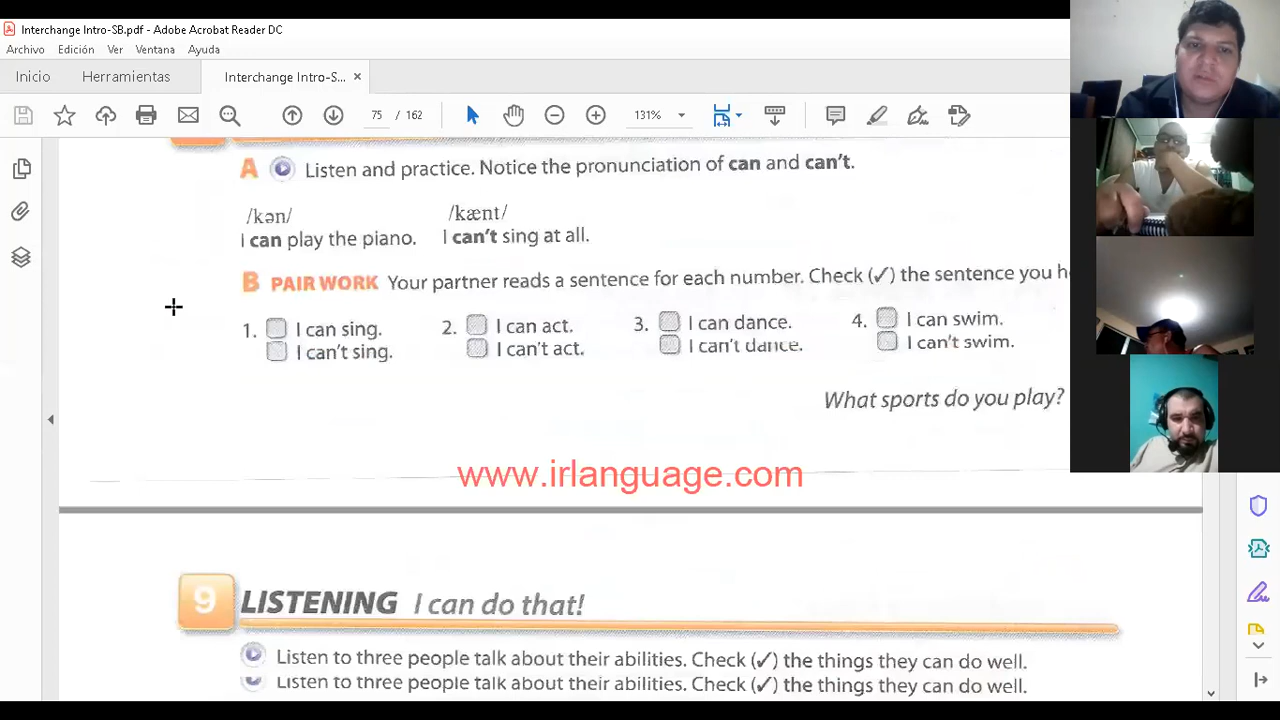 Interchange Intro-SB.pdf - Adobe Acrobat Reader DC
Archivo Edición Ver Ventana Ayuda
Inicio Herramientas Interchange Intro-S... ×
75 / 162 131%
A Listen and practice. Notice the pronunciation of can and can't.
/kən/ /kænt/
I can play the piano. I can't sing at all.
B PAIR WORK Your partner reads a sentence for each number. Check (✓) the sentence you
1. I can sing. 2. I can act. 3. I can dance. 4. I can swim.
I can't sing. I can't act. I can't dance. I can't swim.
What sports do you play?
www.irlanguage.com
9 LISTENING I can do that!
Listen to three people talk about their abilities. Check (✓) the things they can do well.
Listen to three people talk about their abilities. Check (✓) the things they can do well.